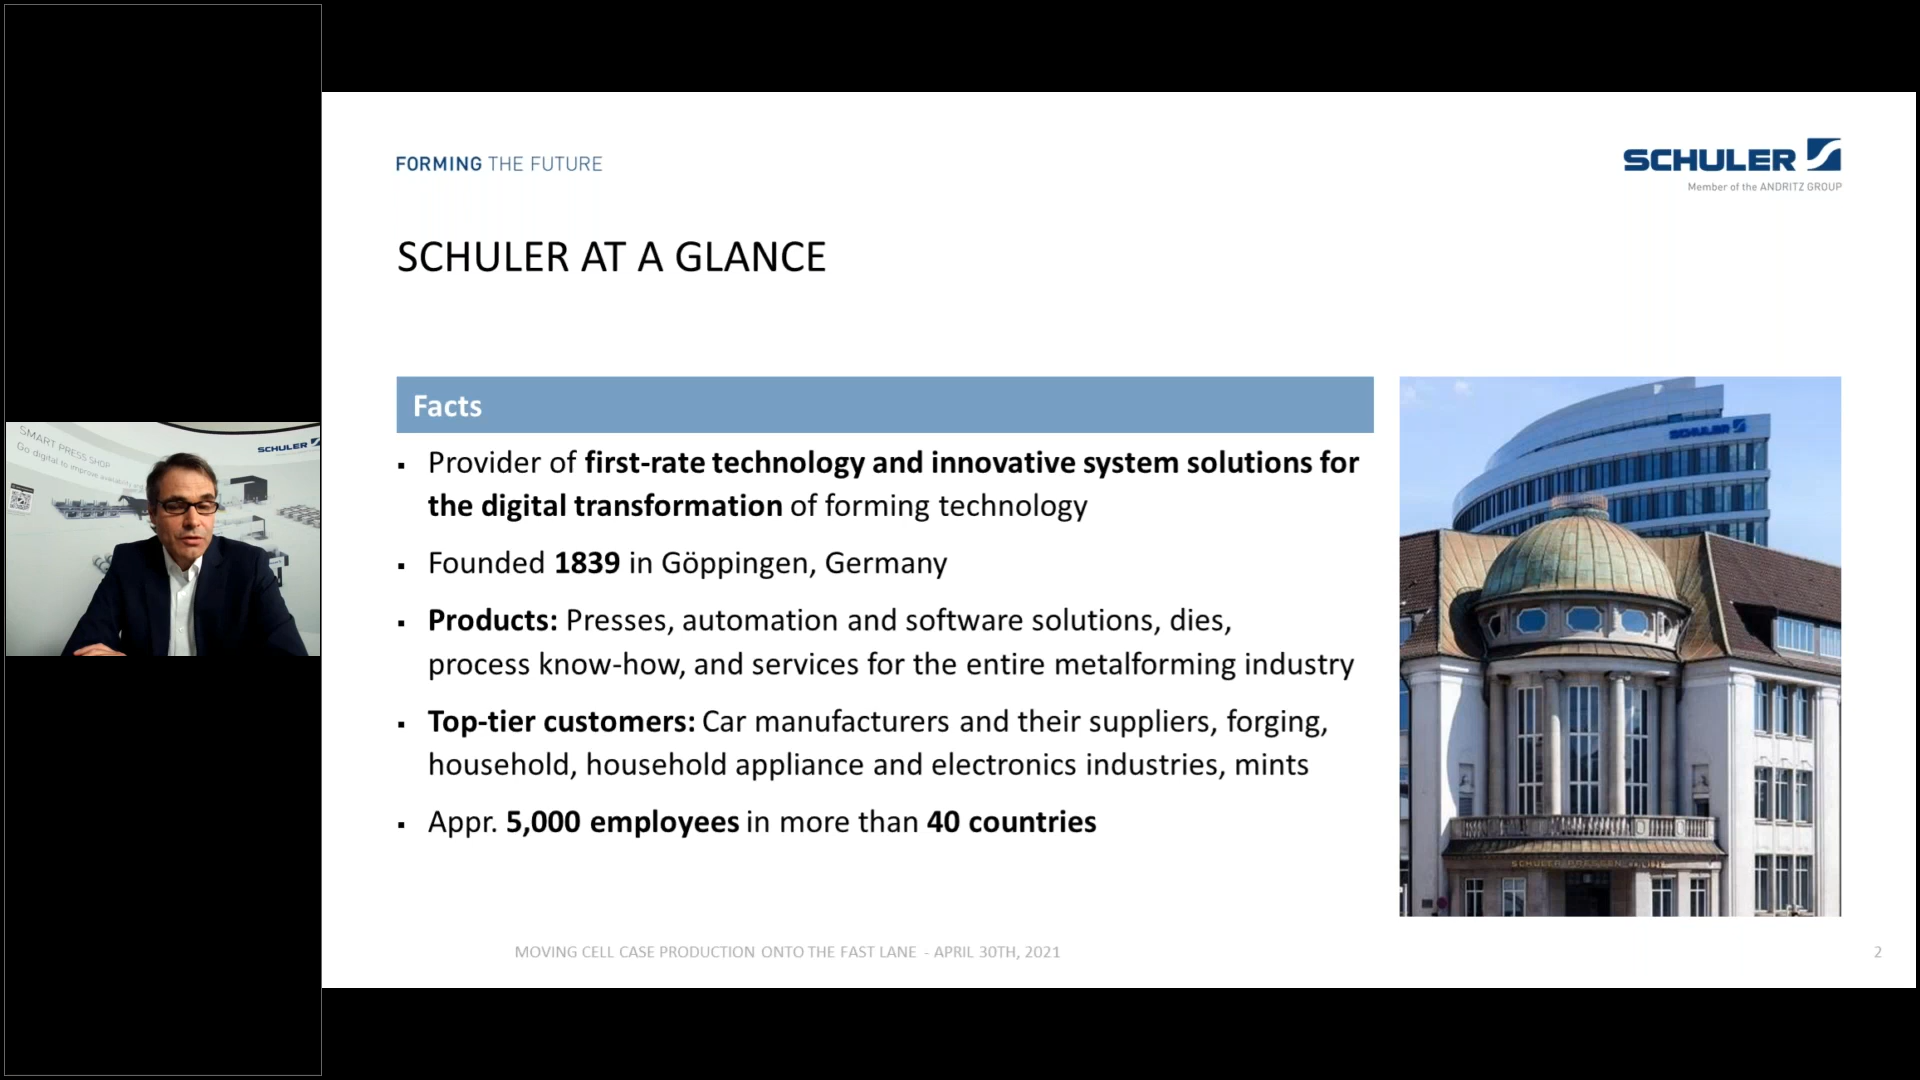 SMART PRESS SHOP
Go digital to improve availability
SCHULER
FORMING THE FUTURE
SCHULER
Member of the ANDRITZ GROUP
SCHULER AT A GLANCE
Facts
▪ Provider of first-rate technology and innovative system solutions for
the digital transformation of forming technology
▪ Founded 1839 in Göppingen, Germany
▪ Products: Presses, automation and software solutions, dies,
process know-how, and services for the entire metalforming industry
▪ Top-tier customers: Car manufacturers and their suppliers, forging,
household, household appliance and electronics industries, mints
▪ Appr. 5,000 employees in more than 40 countries
SCHULER
SCHULER PRESSEN
MOVING CELL CASE PRODUCTION ONTO THE FAST LANE - APRIL 30TH, 2021
2